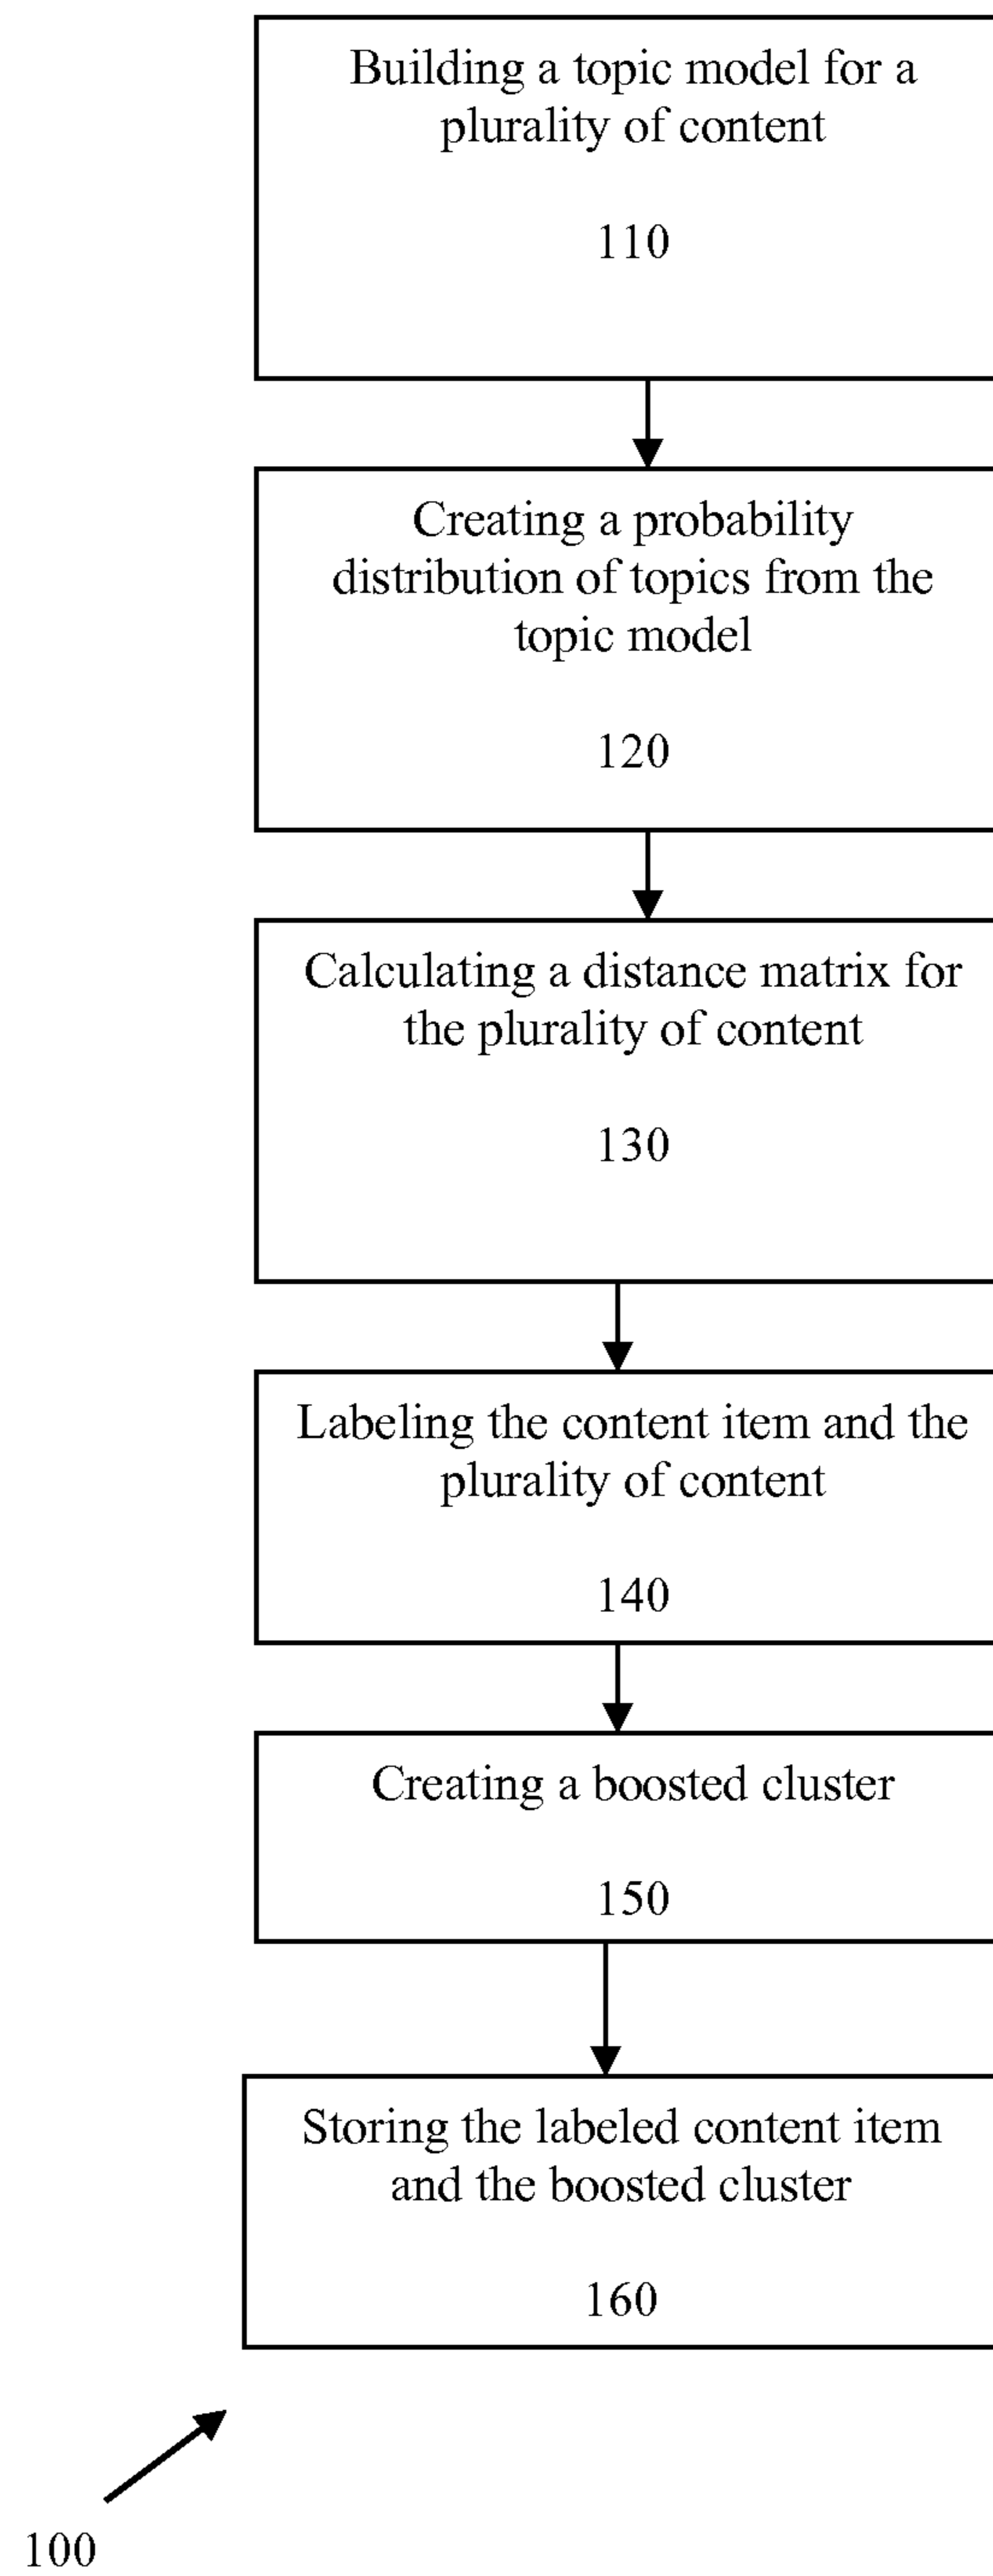 Building a topic model for a
plurality of content
110
Creating a probability
distribution of topics from the
topic model
120
Calculating a distance matrix for
the plurality of content
130
Labeling the content item and the
plurality of content
140
Creating a boosted cluster
150
Storing the labeled content item
and the boosted cluster
160
100